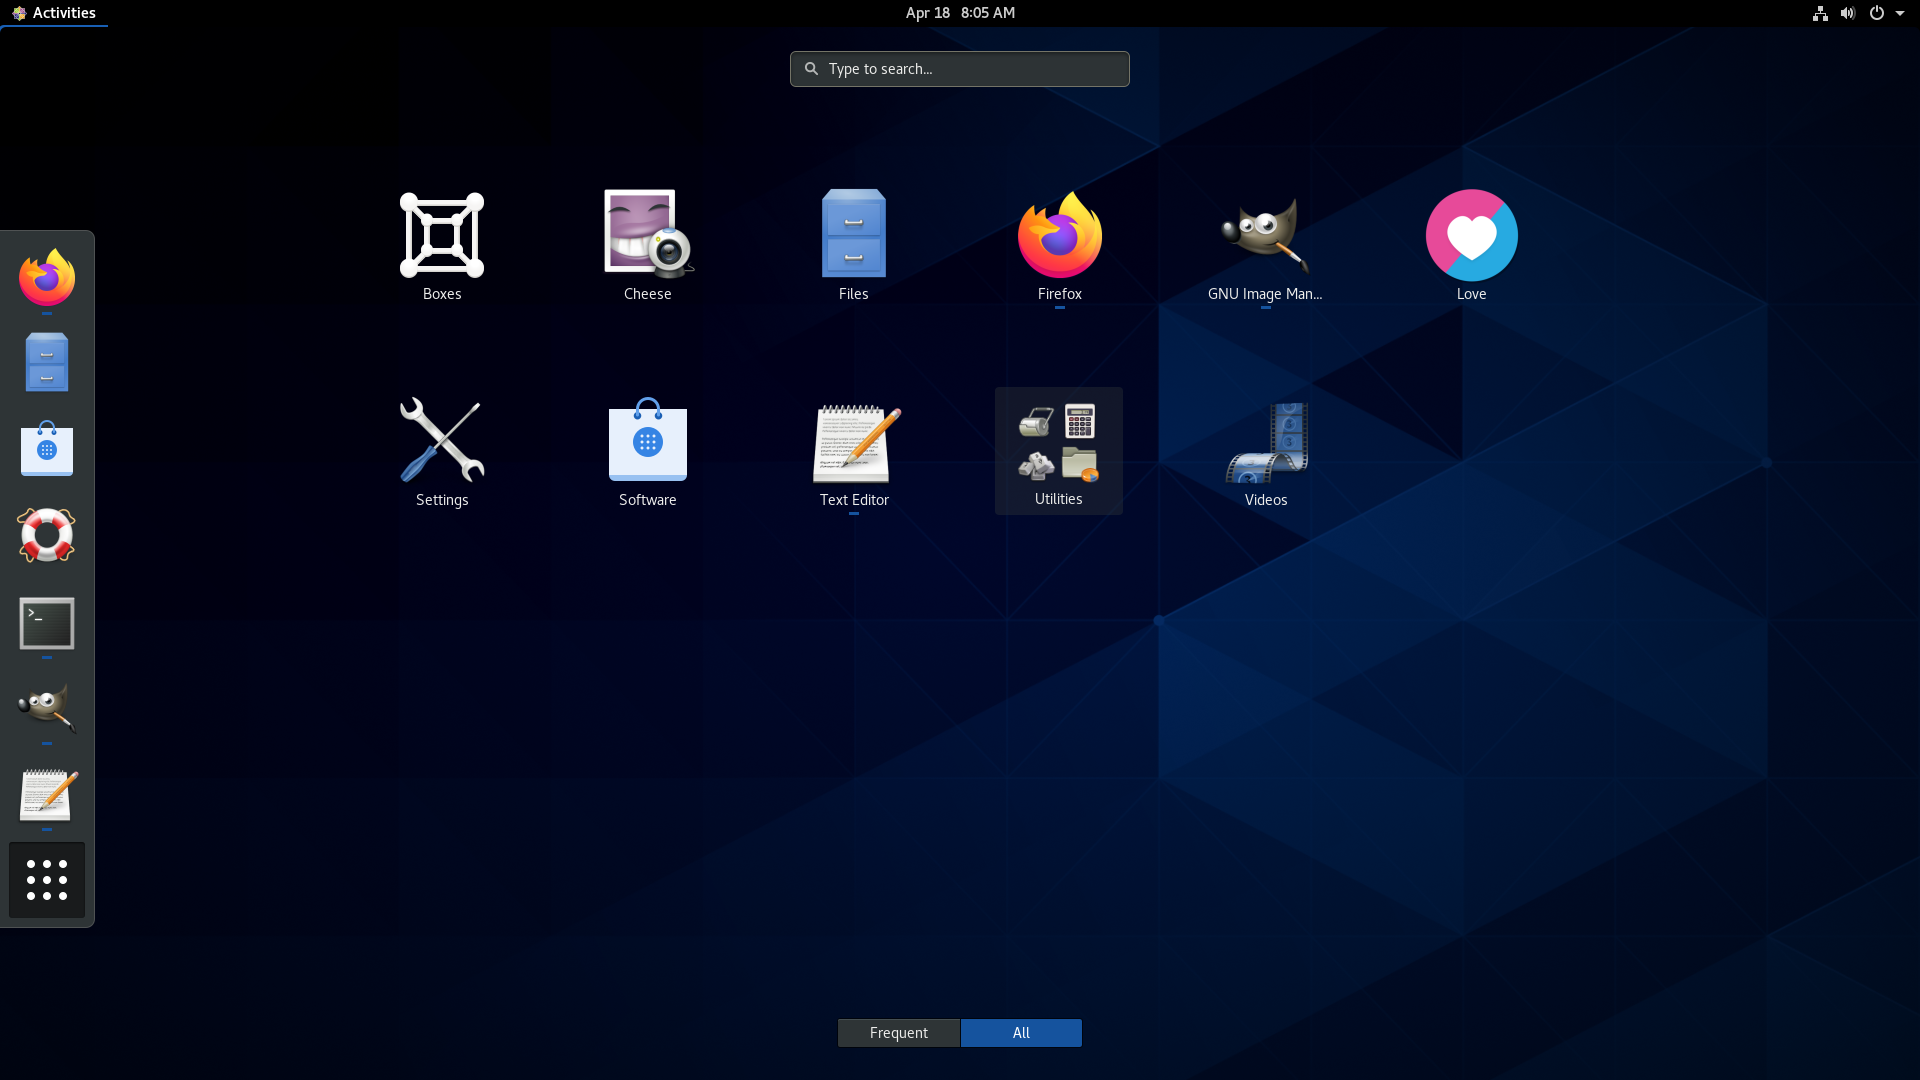 Activities
Apr 18 8:05 AM
Type to search...
Boxes
Cheese
Files
Firefox
GNU Image Man...
Love
Settings
Software
Text Editor
Utilities
Videos
>_
Frequent
All